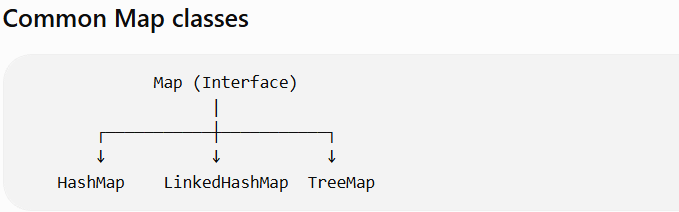 Common Map classes
Map (Interface)
HashMap LinkedHashMap TreeMap